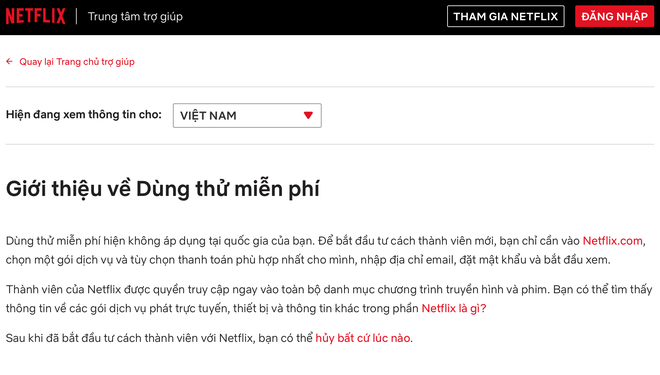 NETFLIX Trung tâm trợ giúp THAM GIA NETFLIX ĐĂNG NHẬP
← Quay lại Trang chủ trợ giúp
Hiện đang xem thông tin cho: VIỆT NAM
Giới thiệu về Dùng thử miễn phí
Dùng thử miễn phí hiện không áp dụng tại quốc gia của bạn. Để bắt đầu tư cách thành viên mới, bạn chỉ cần vào Netflix.com,
chọn một gói dịch vụ và tùy chọn thanh toán phù hợp nhất cho mình, nhập địa chỉ email, đặt mật khẩu và bắt đầu xem.
Thành viên của Netflix được quyền truy cập ngay vào toàn bộ danh mục chương trình truyền hình và phim. Bạn có thể tìm thấy
thông tin về các gói dịch vụ phát trực tuyến, thiết bị và thông tin khác trong phần Netflix là gì?
Sau khi đã bắt đầu tư cách thành viên với Netflix, bạn có thể hủy bất cứ lúc nào.